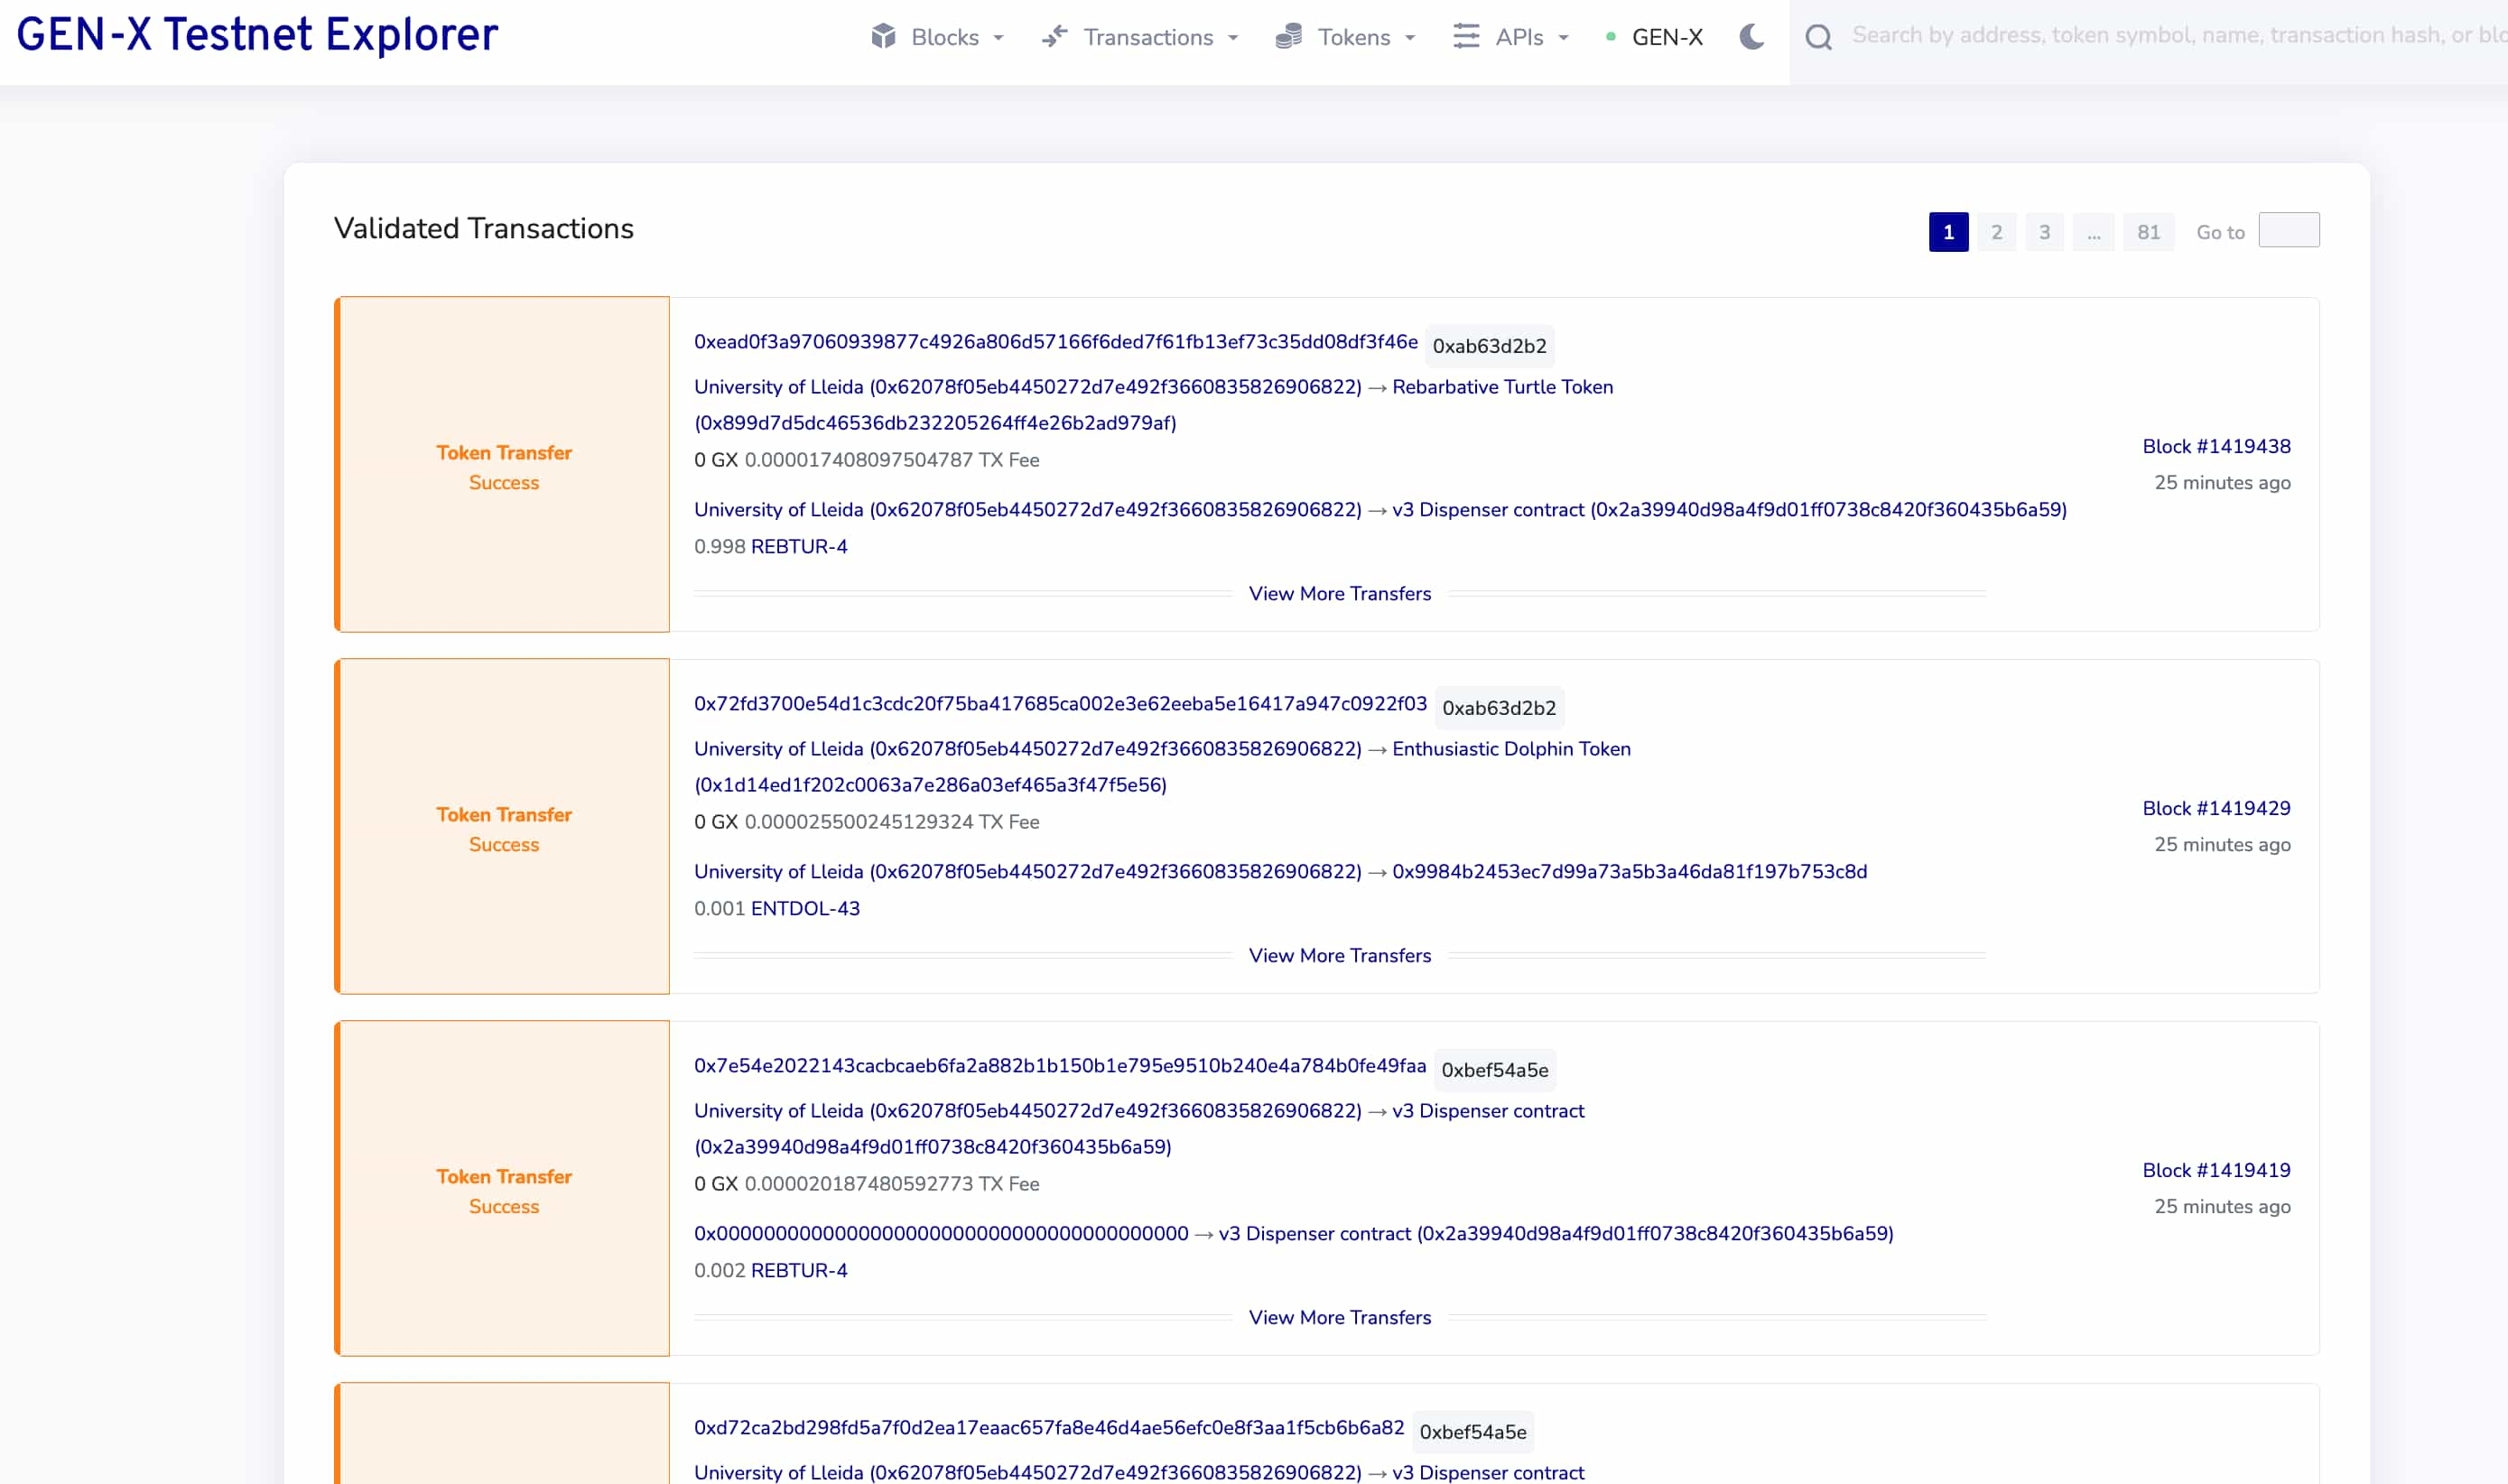 GEN-X Testnet Explorer
Blocks
Transactions
Tokens
APIs
GEN-X
Search by address, token symbol, name, transaction hash, or blo
Validated Transactions
1 2 3 ... 81 Go to
Token Transfer
Success
0xead0f3a97060939877c4926a806d57166f6ded7f61fb13ef73c35dd08df3f46e 0xab63d2b2
University of Lleida (0x62078f05eb4450272d7e492f3660835826906822) → Rebarbative Turtle Token
(0x899d7d5dc46536db232205264ff4e26b2ad979af)
0 GX 0.000017408097504787 TX Fee
University of Lleida (0x62078f05eb4450272d7e492f3660835826906822) → v3 Dispenser contract (0x2a39940d98a4f9d01ff0738c8420f360435b6a59)
0.998 REBTUR-4
View More Transfers
Block #1419438
25 minutes ago
Token Transfer
Success
0x72fd3700e54d1c3cdc20f75ba417685ca002e3e62eeba5e16417a947c0922f03 0xab63d2b2
University of Lleida (0x62078f05eb4450272d7e492f3660835826906822) → Enthusiastic Dolphin Token
(0x1d14ed1f202c0063a7e286a03ef465a3f47f5e56)
0 GX 0.000025500245129324 TX Fee
University of Lleida (0x62078f05eb4450272d7e492f3660835826906822) → 0x9984b2453ec7d99a73a5b3a46da81f197b753c8d
0.001 ENTDOL-43
View More Transfers
Block #1419429
25 minutes ago
Token Transfer
Success
0x7e54e2022143cacbcaeb6fa2a882b1b150b1e795e9510b240e4a784b0fe49faa 0xbef54a5e
University of Lleida (0x62078f05eb4450272d7e492f3660835826906822) → v3 Dispenser contract
(0x2a39940d98a4f9d01ff0738c8420f360435b6a59)
0 GX 0.000020187480592773 TX Fee
0x0000000000000000000000000000000000000000 → v3 Dispenser contract (0x2a39940d98a4f9d01ff0738c8420f360435b6a59)
0.002 REBTUR-4
View More Transfers
Block #1419419
25 minutes ago
0xd72ca2bd298fd5a7f0d2ea17eaac657fa8e46d4ae56efc0e8f3aa1f5cb6b6a82 0xbef54a5e
University of Lleida (0x62078f05eb4450272d7e492f3660835826906822) → v3 Dispenser contract